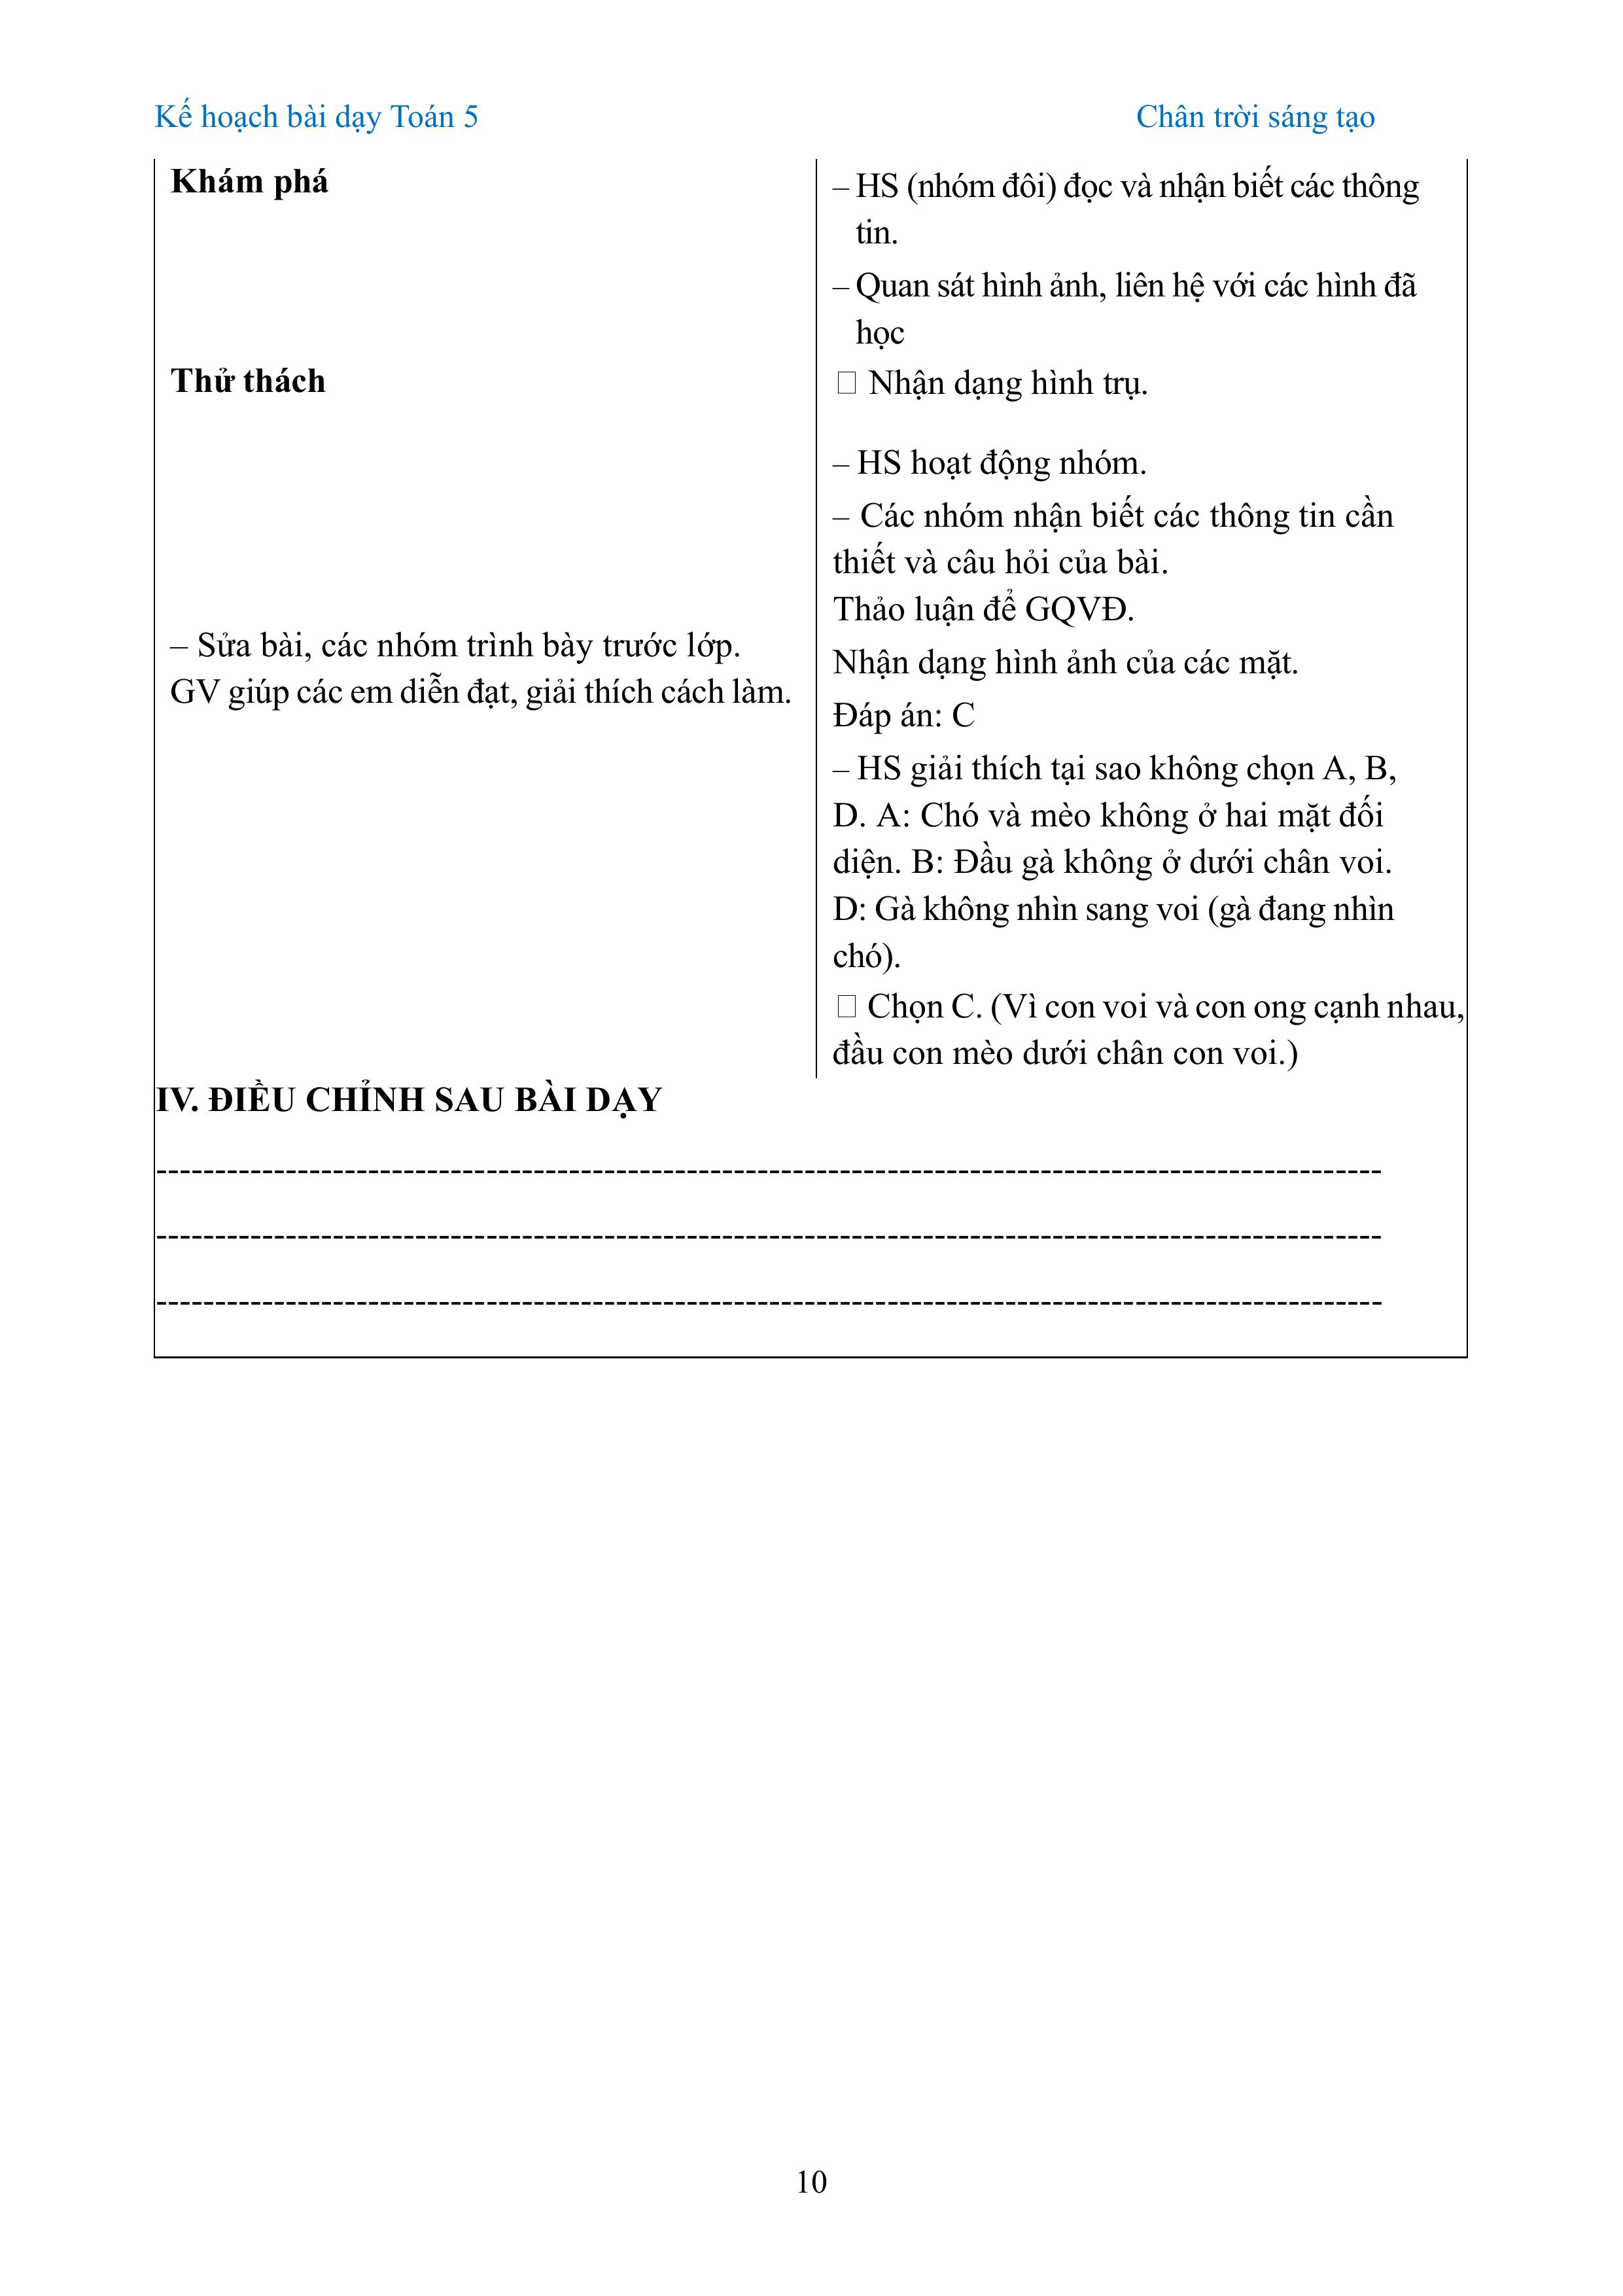 Kế hoạch bài dạy Toán 5 Chân trời sáng tạo
Khám phá
Thử thách
– Sửa bài, các nhóm trình bày trước lớp.
GV giúp các em diễn đạt, giải thích cách làm.
– HS (nhóm đôi) đọc và nhận biết các thông
tin.
– Quan sát hình ảnh, liên hệ với các hình đã
học
□ Nhận dạng hình trụ.
– HS hoạt động nhóm.
– Các nhóm nhận biết các thông tin cần
thiết và câu hỏi của bài.
Thảo luận để GQVĐ.
Nhận dạng hình ảnh của các mặt.
Đáp án: C
– HS giải thích tại sao không chọn A, B,
D. A: Chó và mèo không ở hai mặt đối
diện. B: Đầu gà không ở dưới chân voi.
D: Gà không nhìn sang voi (gà đang nhìn
chó).
□ Chọn C. (Vì con voi và con ong cạnh nhau,
đầu con mèo dưới chân con voi.)
IV. ĐIỀU CHỈNH SAU BÀI DẠY
10